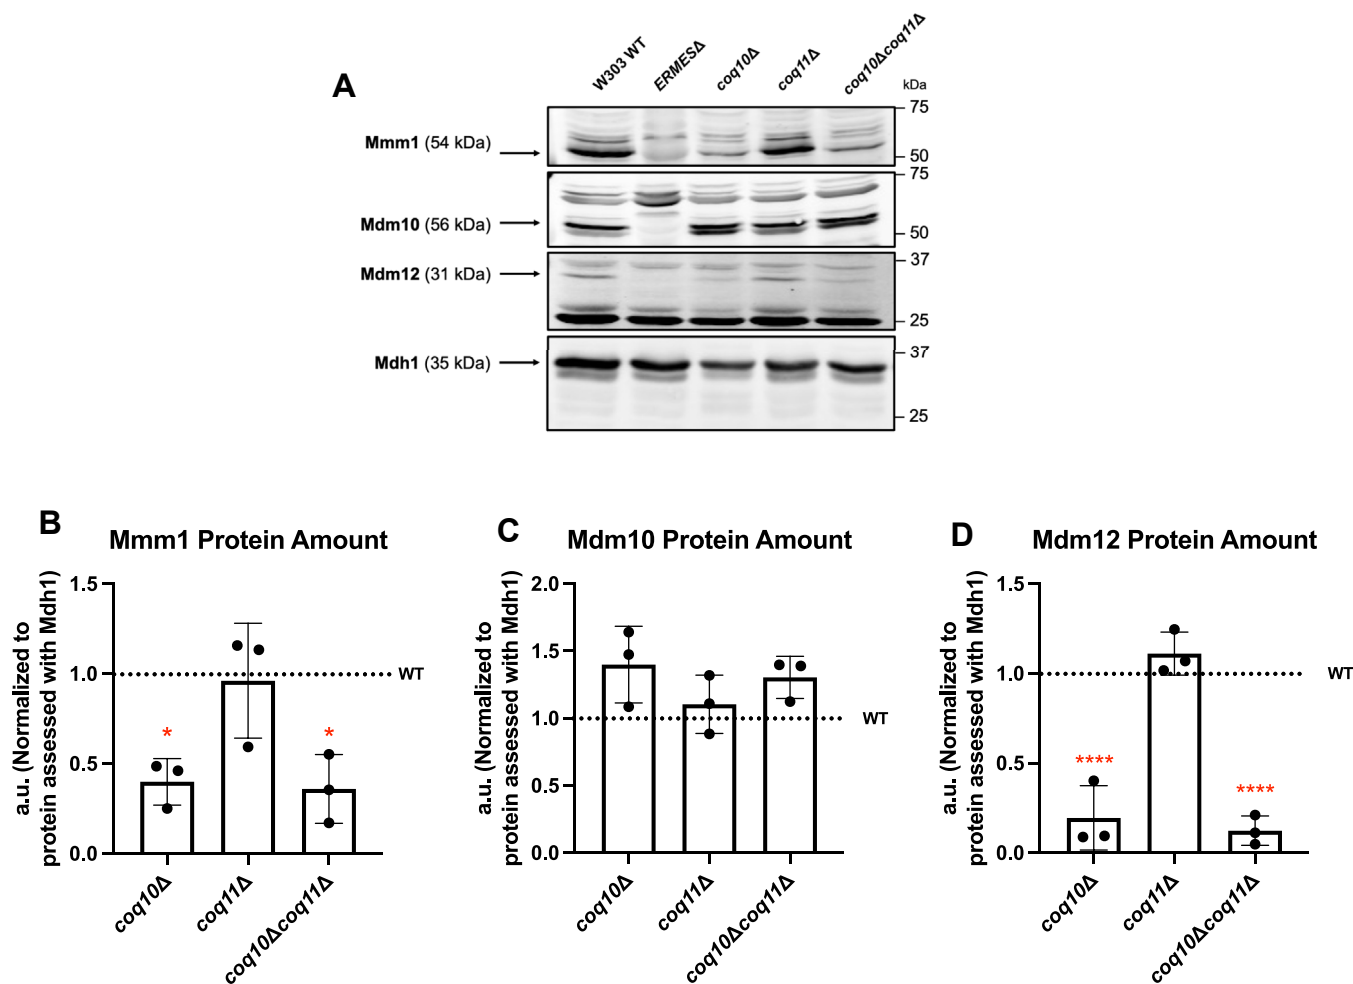 A
W303 WT
ERMESΔ
coq10Δ
coq11Δ
coq10Δcoq11Δ
kDa
Mmm1 (54 kDa)
75
50
Mdm10 (56 kDa)
75
50
Mdm12 (31 kDa)
37
25
Mdh1 (35 kDa)
37
25
B
Mmm1 Protein Amount
a.u. (Normalized to
protein assessed with Mdh1)
1.5
1.0
0.5
0.0
WT
*
*
coq10Δ
coq11Δ
coq10Δcoq11Δ
C
Mdm10 Protein Amount
a.u. (Normalized to
protein assessed with Mdh1)
2.0
1.5
1.0
0.5
0.0
WT
coq10Δ
coq11Δ
coq10Δcoq11Δ
D
Mdm12 Protein Amount
a.u. (Normalized to
protein assessed with Mdh1)
1.5
1.0
0.5
0.0
WT
****
****
coq10Δ
coq11Δ
coq10Δcoq11Δ